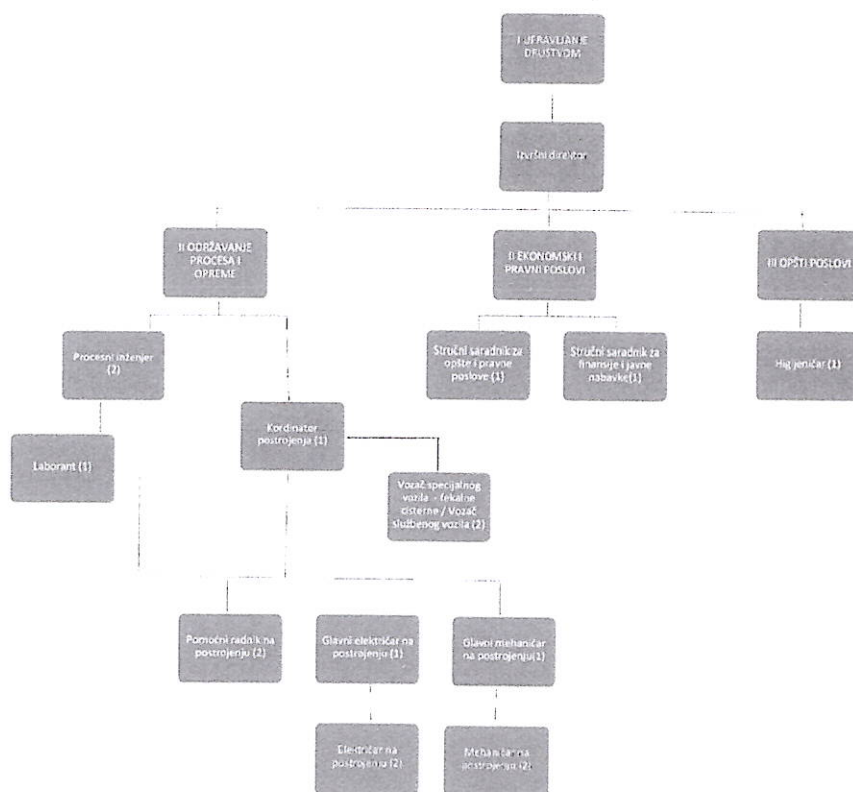 I UPRAVLJANJE
DRUSTVOM
Izvršni direktor
II ODRŽAVANJE
PROCESA I
OPREME
II EKONOMSKI I
PRAVNI POSLOVI
III OPŠTI POSLOVI
Procesni inženjer
(2)
Stručni saradnik za
opšte i pravne
poslove (1)
Stručni saradnik za
finansije i javne
nabavke(1)
Higijeničar (1)
Kordinator
postrojenja (1)
Laborant (1)
Vozač specijalnog
vozila - fekalne
cisterne / Vozač
službenog vozila (2)
Pomoćni radnik na
postrojenju (2)
Glavni električar na
postrojenju (1)
Glavni mehaničar
na postrojenju(1)
Električar na
postrojenju (2)
Mehaničar na
postrojenju (2)